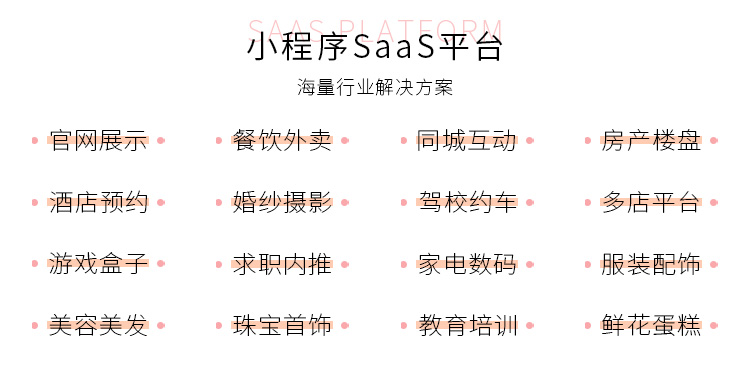 SAAS PLATFORM
小程序SaaS平台
海量行业解决方案
官网展示 餐饮外卖 同城互动 房产楼盘
酒店预约 婚纱摄影 驾校约车 多店平台
游戏盒子 求职内推 家电数码 服装配饰
美容美发 珠宝首饰 教育培训 鲜花蛋糕